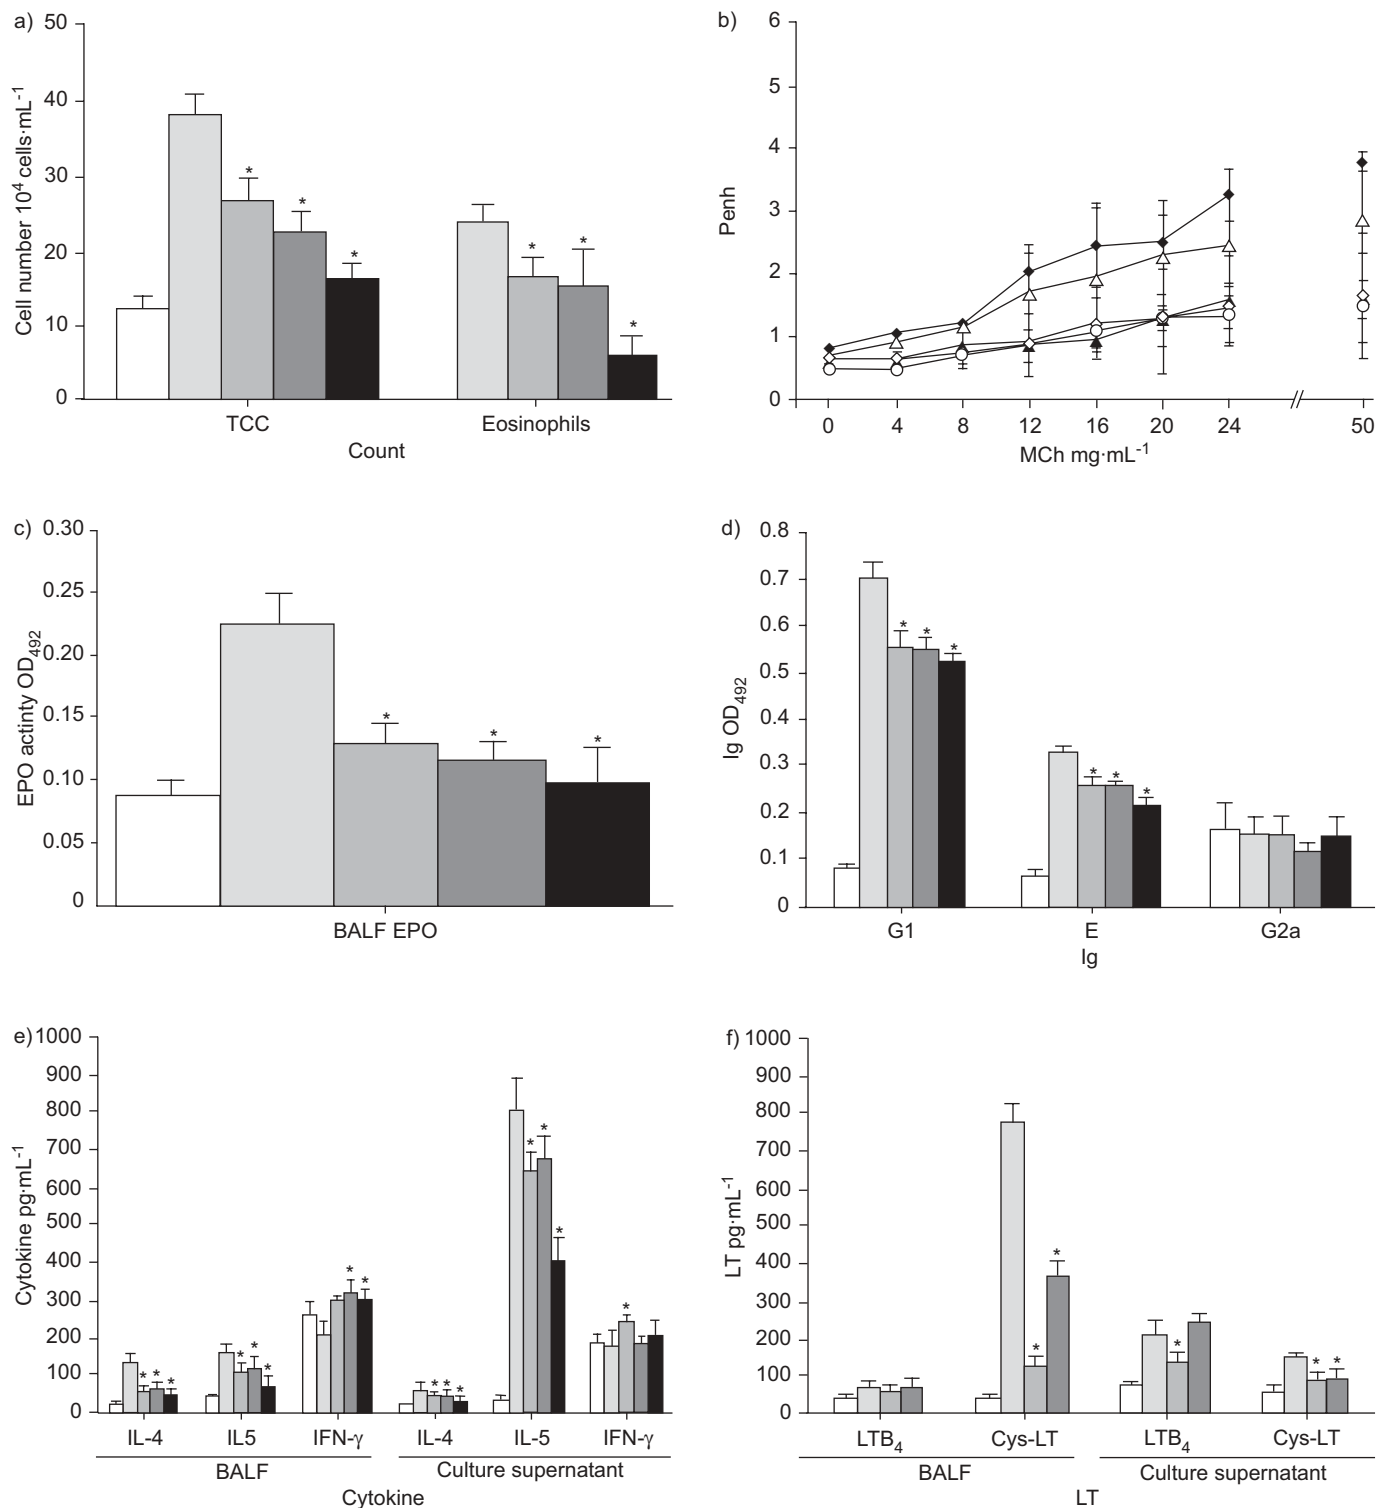 a)
50
40
30
20
10
0
Cell number 10⁴ cells·mL⁻¹
* * *
* * *
TCC Eosinophils
Count
b)
6
5
4
3
2
1
0
Penh
0 4 8 12 16 20 24 50
MCh mg·mL⁻¹
c)
0.30
0.25
0.20
0.15
0.10
0.05
0
EPO actinty OD₄₉₂
* * *
BALF EPO
d)
0.8
0.7
0.6
0.5
0.4
0.3
0.2
0.1
0
Ig OD₄₉₂
* * *
* * *
G1 E G2a
Ig
e)
1000
900
800
700
600
500
400
300
200
100
0
Cytokine pg·mL⁻¹
* * *
* * *
* *
* * *
* * *
*
IL-4 IL5 IFN-γ IL-4 IL-5 IFN-γ
BALF Culture supernatant
Cytokine
f)
1000
900
800
700
600
500
400
300
200
100
0
LT pg·mL⁻¹
* *
*
* *
LTB₄ Cys-LT LTB₄ Cys-LT
BALF Culture supernatant
LT